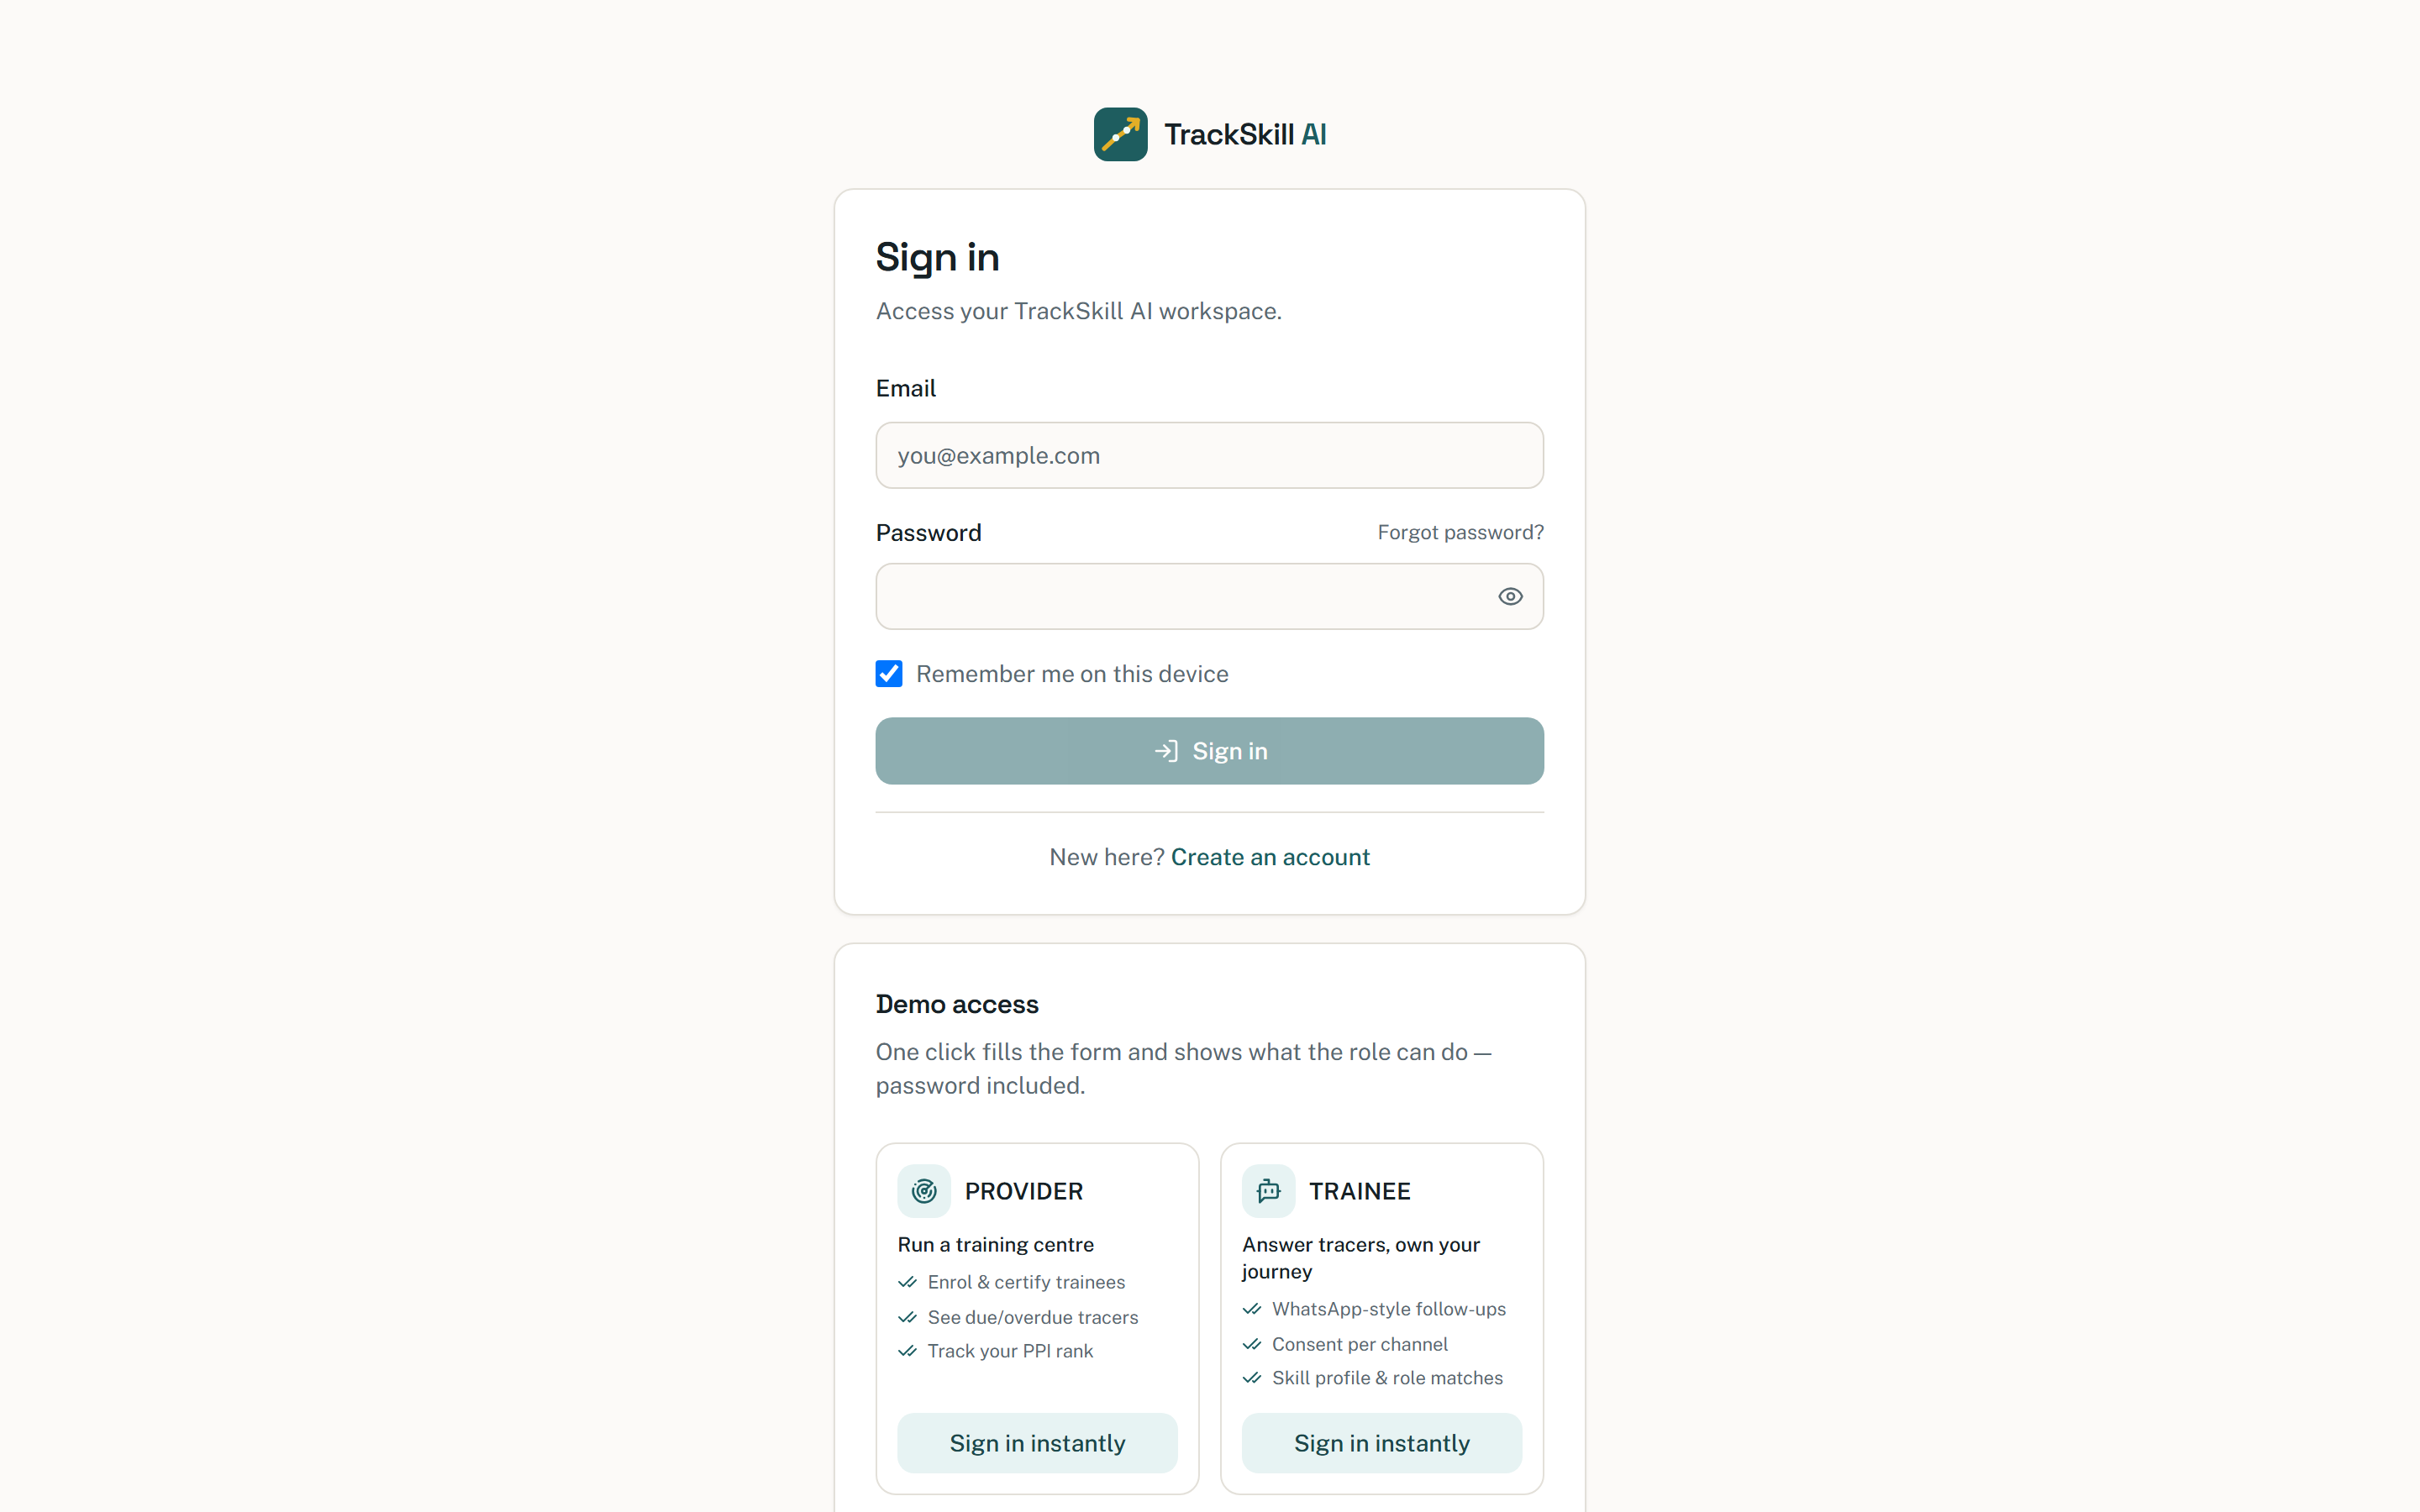 TrackSkill AI
Sign in
Access your TrackSkill AI workspace.
Email
you@example.com
Password
Forgot password?
Remember me on this device
Sign in
New here? Create an account
Demo access
One click fills the form and shows what the role can do —
password included.
PROVIDER
Run a training centre
Enrol & certify trainees
See due/overdue tracers
Track your PPI rank
Sign in instantly
TRAINEE
Answer tracers, own your
journey
WhatsApp-style follow-ups
Consent per channel
Skill profile & role matches
Sign in instantly